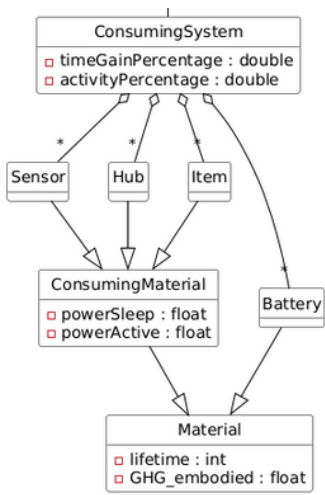 ConsumingSystem
timeGainPercentage : double
activityPercentage : double
* * * *
Sensor Hub Item
Battery
ConsumingMaterial
powerSleep : float
powerActive : float
Material
lifetime : int
GHG_embodied : float